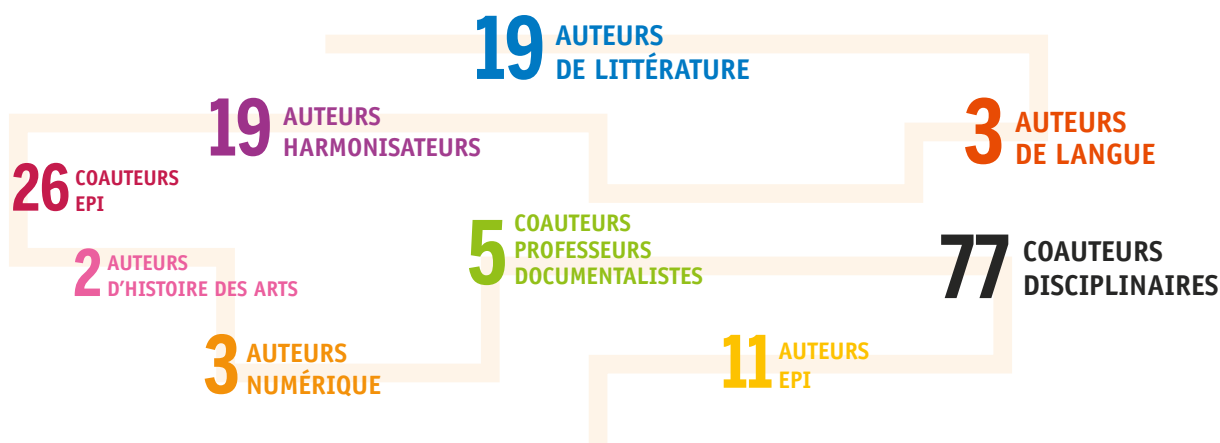 19 AUTEURS
DE LITTÉRATURE
19 AUTEURS
HARMONISATEURS
3 AUTEURS
DE LANGUE
26 COAUTEURS
EPI
5 COAUTEURS
PROFESSEURS
DOCUMENTALISTES
77 COAUTEURS
DISCIPLINAIRES
2 AUTEURS
D'HISTOIRE DES ARTS
3 AUTEURS
NUMÉRIQUE
11 AUTEURS
EPI